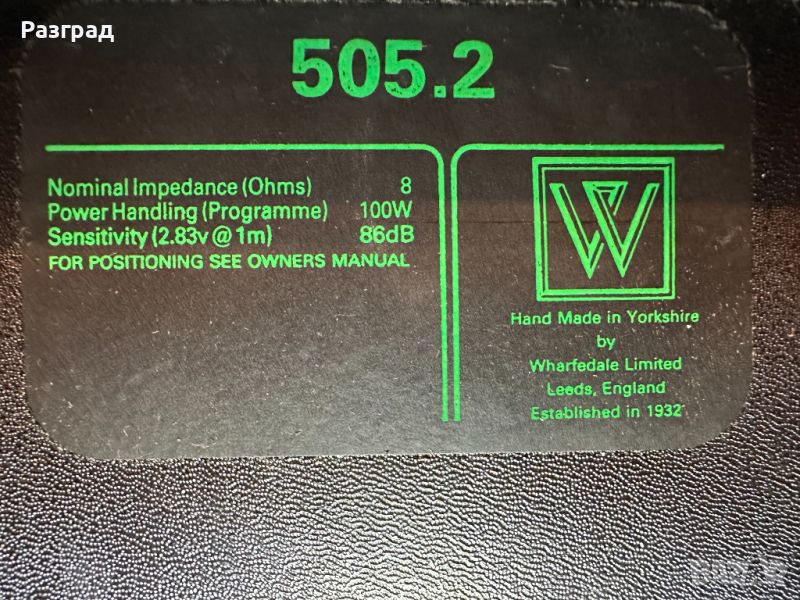 Разград
505.2
Nominal Impedance (Ohms) 8
Power Handling (Programme) 100W
Sensitivity (2.83v @ 1m) 86dB
FOR POSITIONING SEE OWNERS MANUAL
W
Hand Made in Yorkshire
by
Wharfedale Limited
Leeds, England
Established in 1932